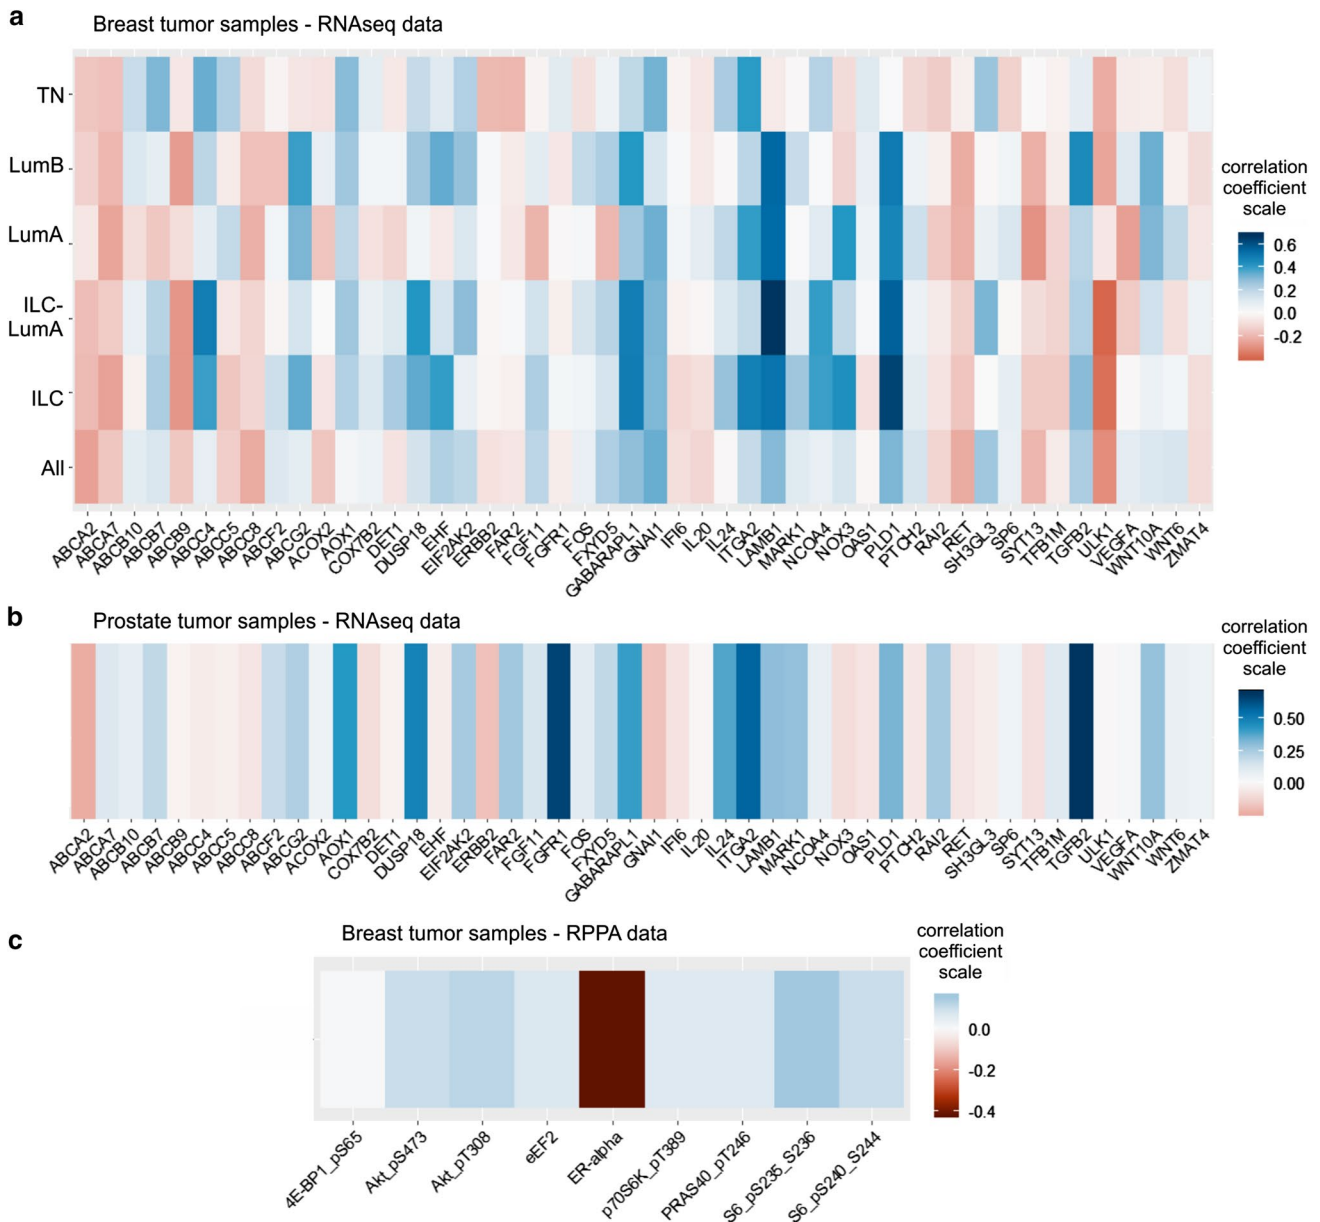 a
Breast tumor samples - RNAseq data
TN
LumB
LumA
ILC-
LumA
ILC
All
correlation
coefficient
scale
0.6
0.4
0.2
0.0
-0.2
ABCA2
ABCA7
ABCB10
ABCB7
ABCB9
ABCC4
ABCC5
ABCC8
ABCF2
ABCG2
ACOX2
AOX1
COX7B2
DET1
DUSP18
EHF
EIF2AK2
ERBB2
FAR2
FGF11
FGFR1
FOS
FXYD5
GABARAPL1
GNAI1
IFI6
IL20
IL24
ITGA2
LAMB1
MARK1
NCOA4
NOX3
OAS1
PLD1
PTCH2
RAI2
RET
SH3GL3
SP6
SYT13
TFB1M
TGFB2
ULK1
VEGFA
WNT10A
WNT6
ZMAT4
b
Prostate tumor samples - RNAseq data
correlation
coefficient
scale
0.50
0.25
0.00
ABCA2
ABCA7
ABCB10
ABCB7
ABCB9
ABCC4
ABCC5
ABCC8
ABCF2
ABCG2
ACOX2
AOX1
COX7B2
DET1
DUSP18
EHF
EIF2AK2
ERBB2
FAR2
FGF11
FGFR1
FOS
FXYD5
GABARAPL1
GNAI1
IFI6
IL20
IL24
ITGA2
LAMB1
MARK1
NCOA4
NOX3
OAS1
PLD1
PTCH2
RAI2
RET
SH3GL3
SP6
SYT13
TFB1M
TGFB2
ULK1
VEGFA
WNT10A
WNT6
ZMAT4
c
Breast tumor samples - RPPA data
correlation
coefficient
scale
0.0
-0.2
-0.4
4E-BP1_pS65
Akt_pS473
Akt_pT308
eEF2
ER-alpha
p70S6K_pT389
PRAS40_pT246
S6_pS235_S236
S6_pS240_S244